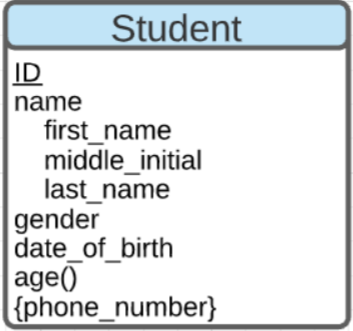 Student
ID
name
first_name
middle_initial
last_name
gender
date_of_birth
age()
{phone_number}